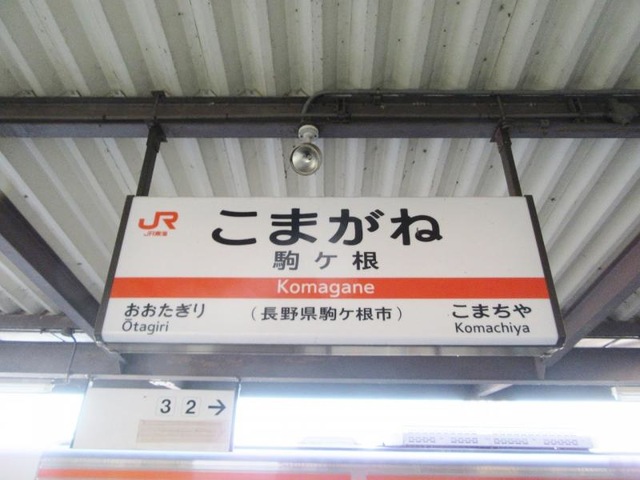 JR
JR東海
こまがね
駒ケ根
Komagane
おおたぎり
Ōtagiri
(長野県駒ケ根市)
こまちや
Komachiya
3 2 →